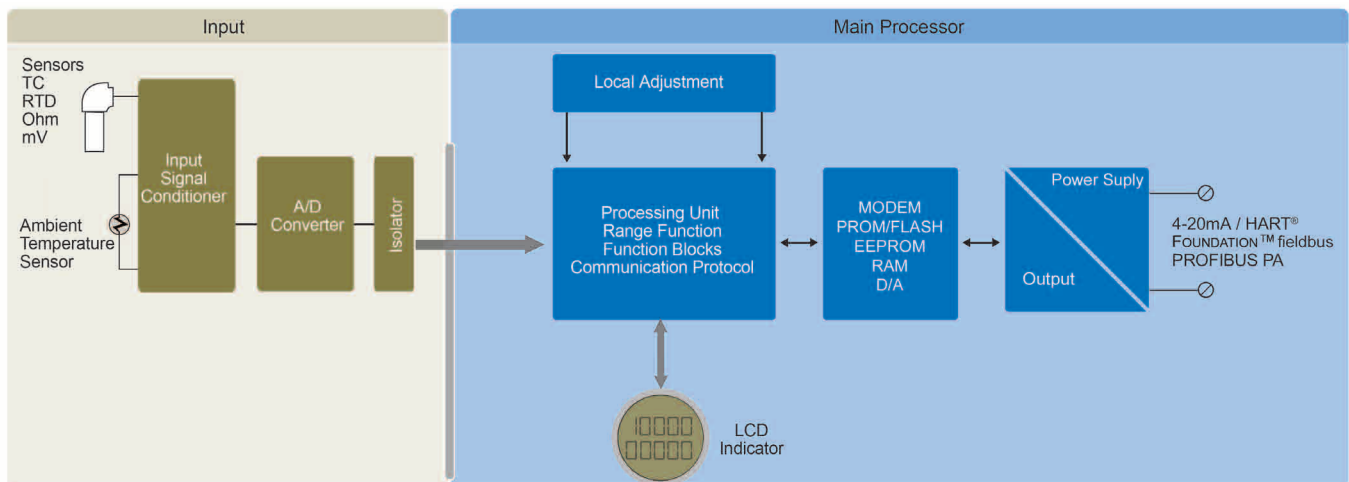 Input
Main Processor
Sensors
TC
RTD
Ohm
mV
Ambient
Temperature
Sensor
Input
Signal
Conditioner
A/D
Converter
Isolator
Local Adjustment
Processing Unit
Range Function
Function Blocks
Communication Protocol
MODEM
PROM/FLASH
EEPROM
RAM
D/A
Power Suply
Output
4-20mA / HART®
FOUNDATION™ fieldbus
PROFIBUS PA
10000
00000
LCD
Indicator